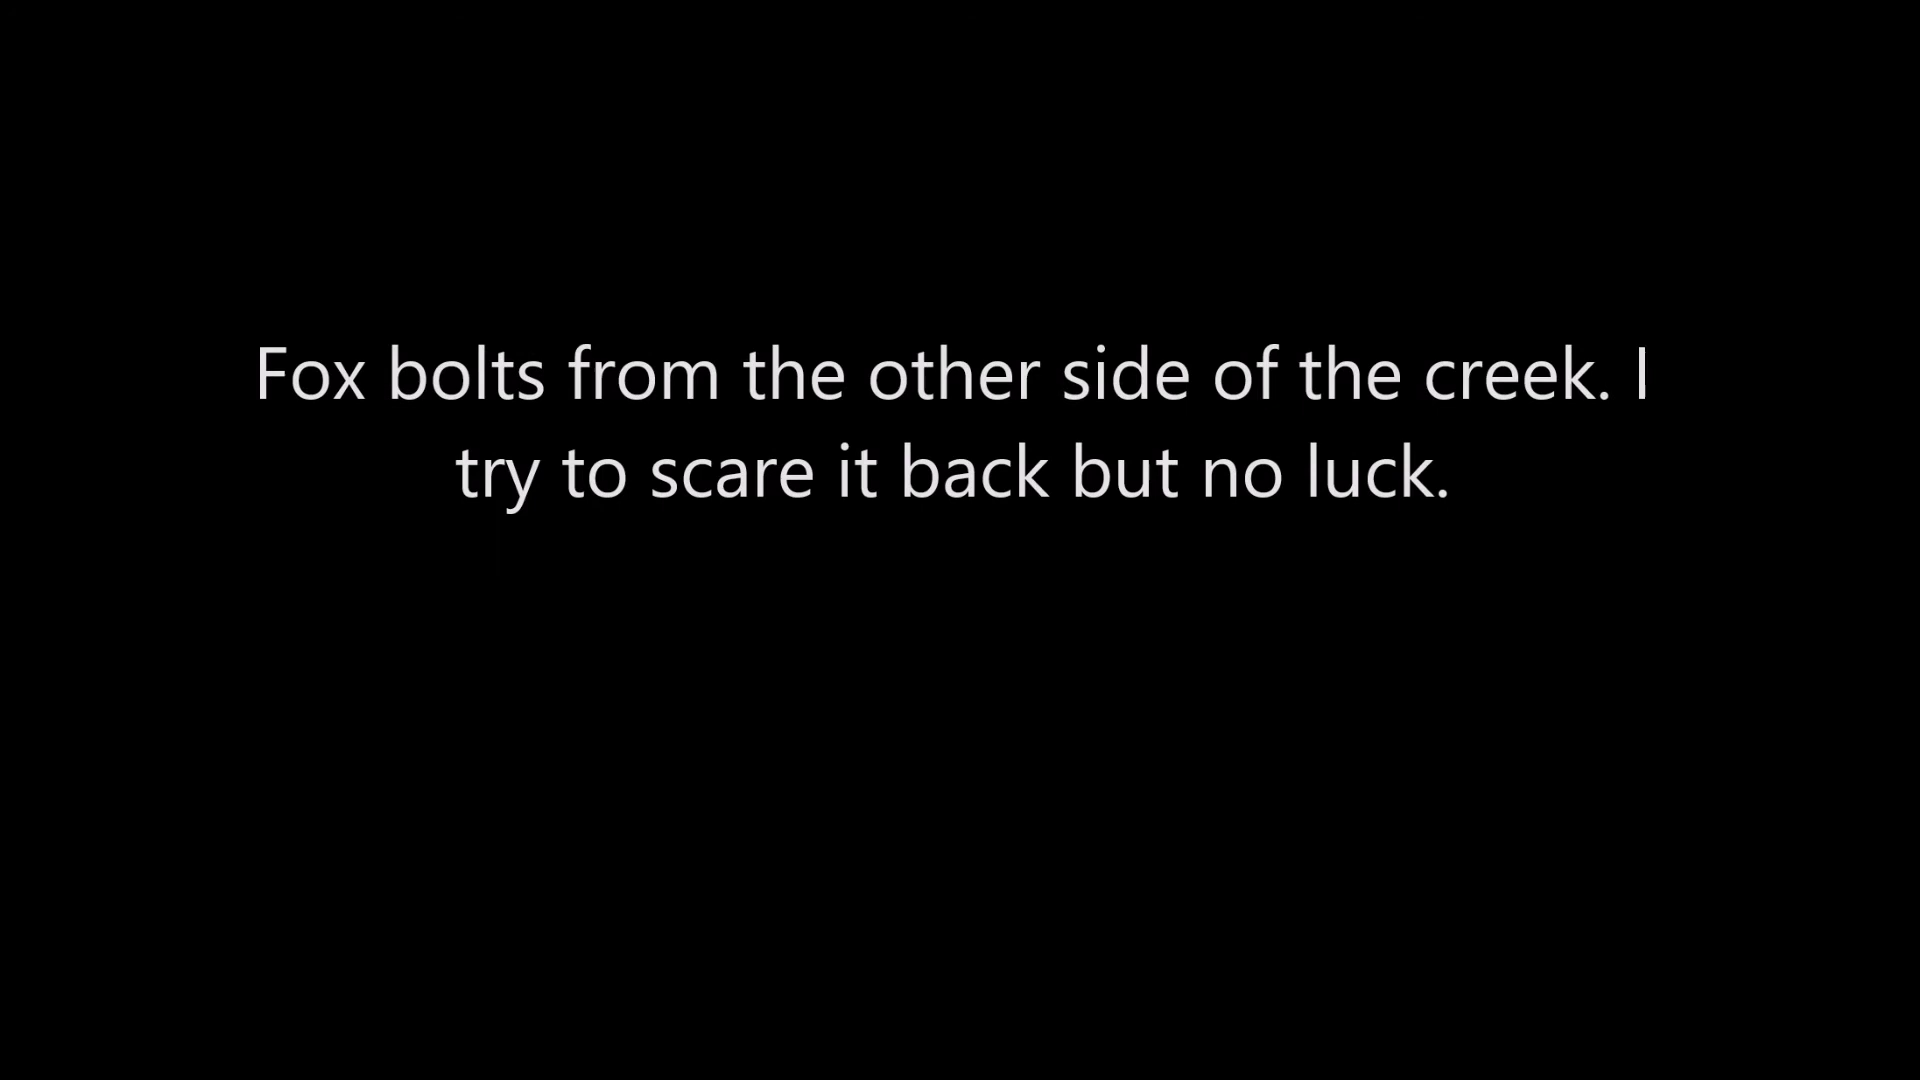 Fox bolts from the other side of the creek. I
try to scare it back but no luck.